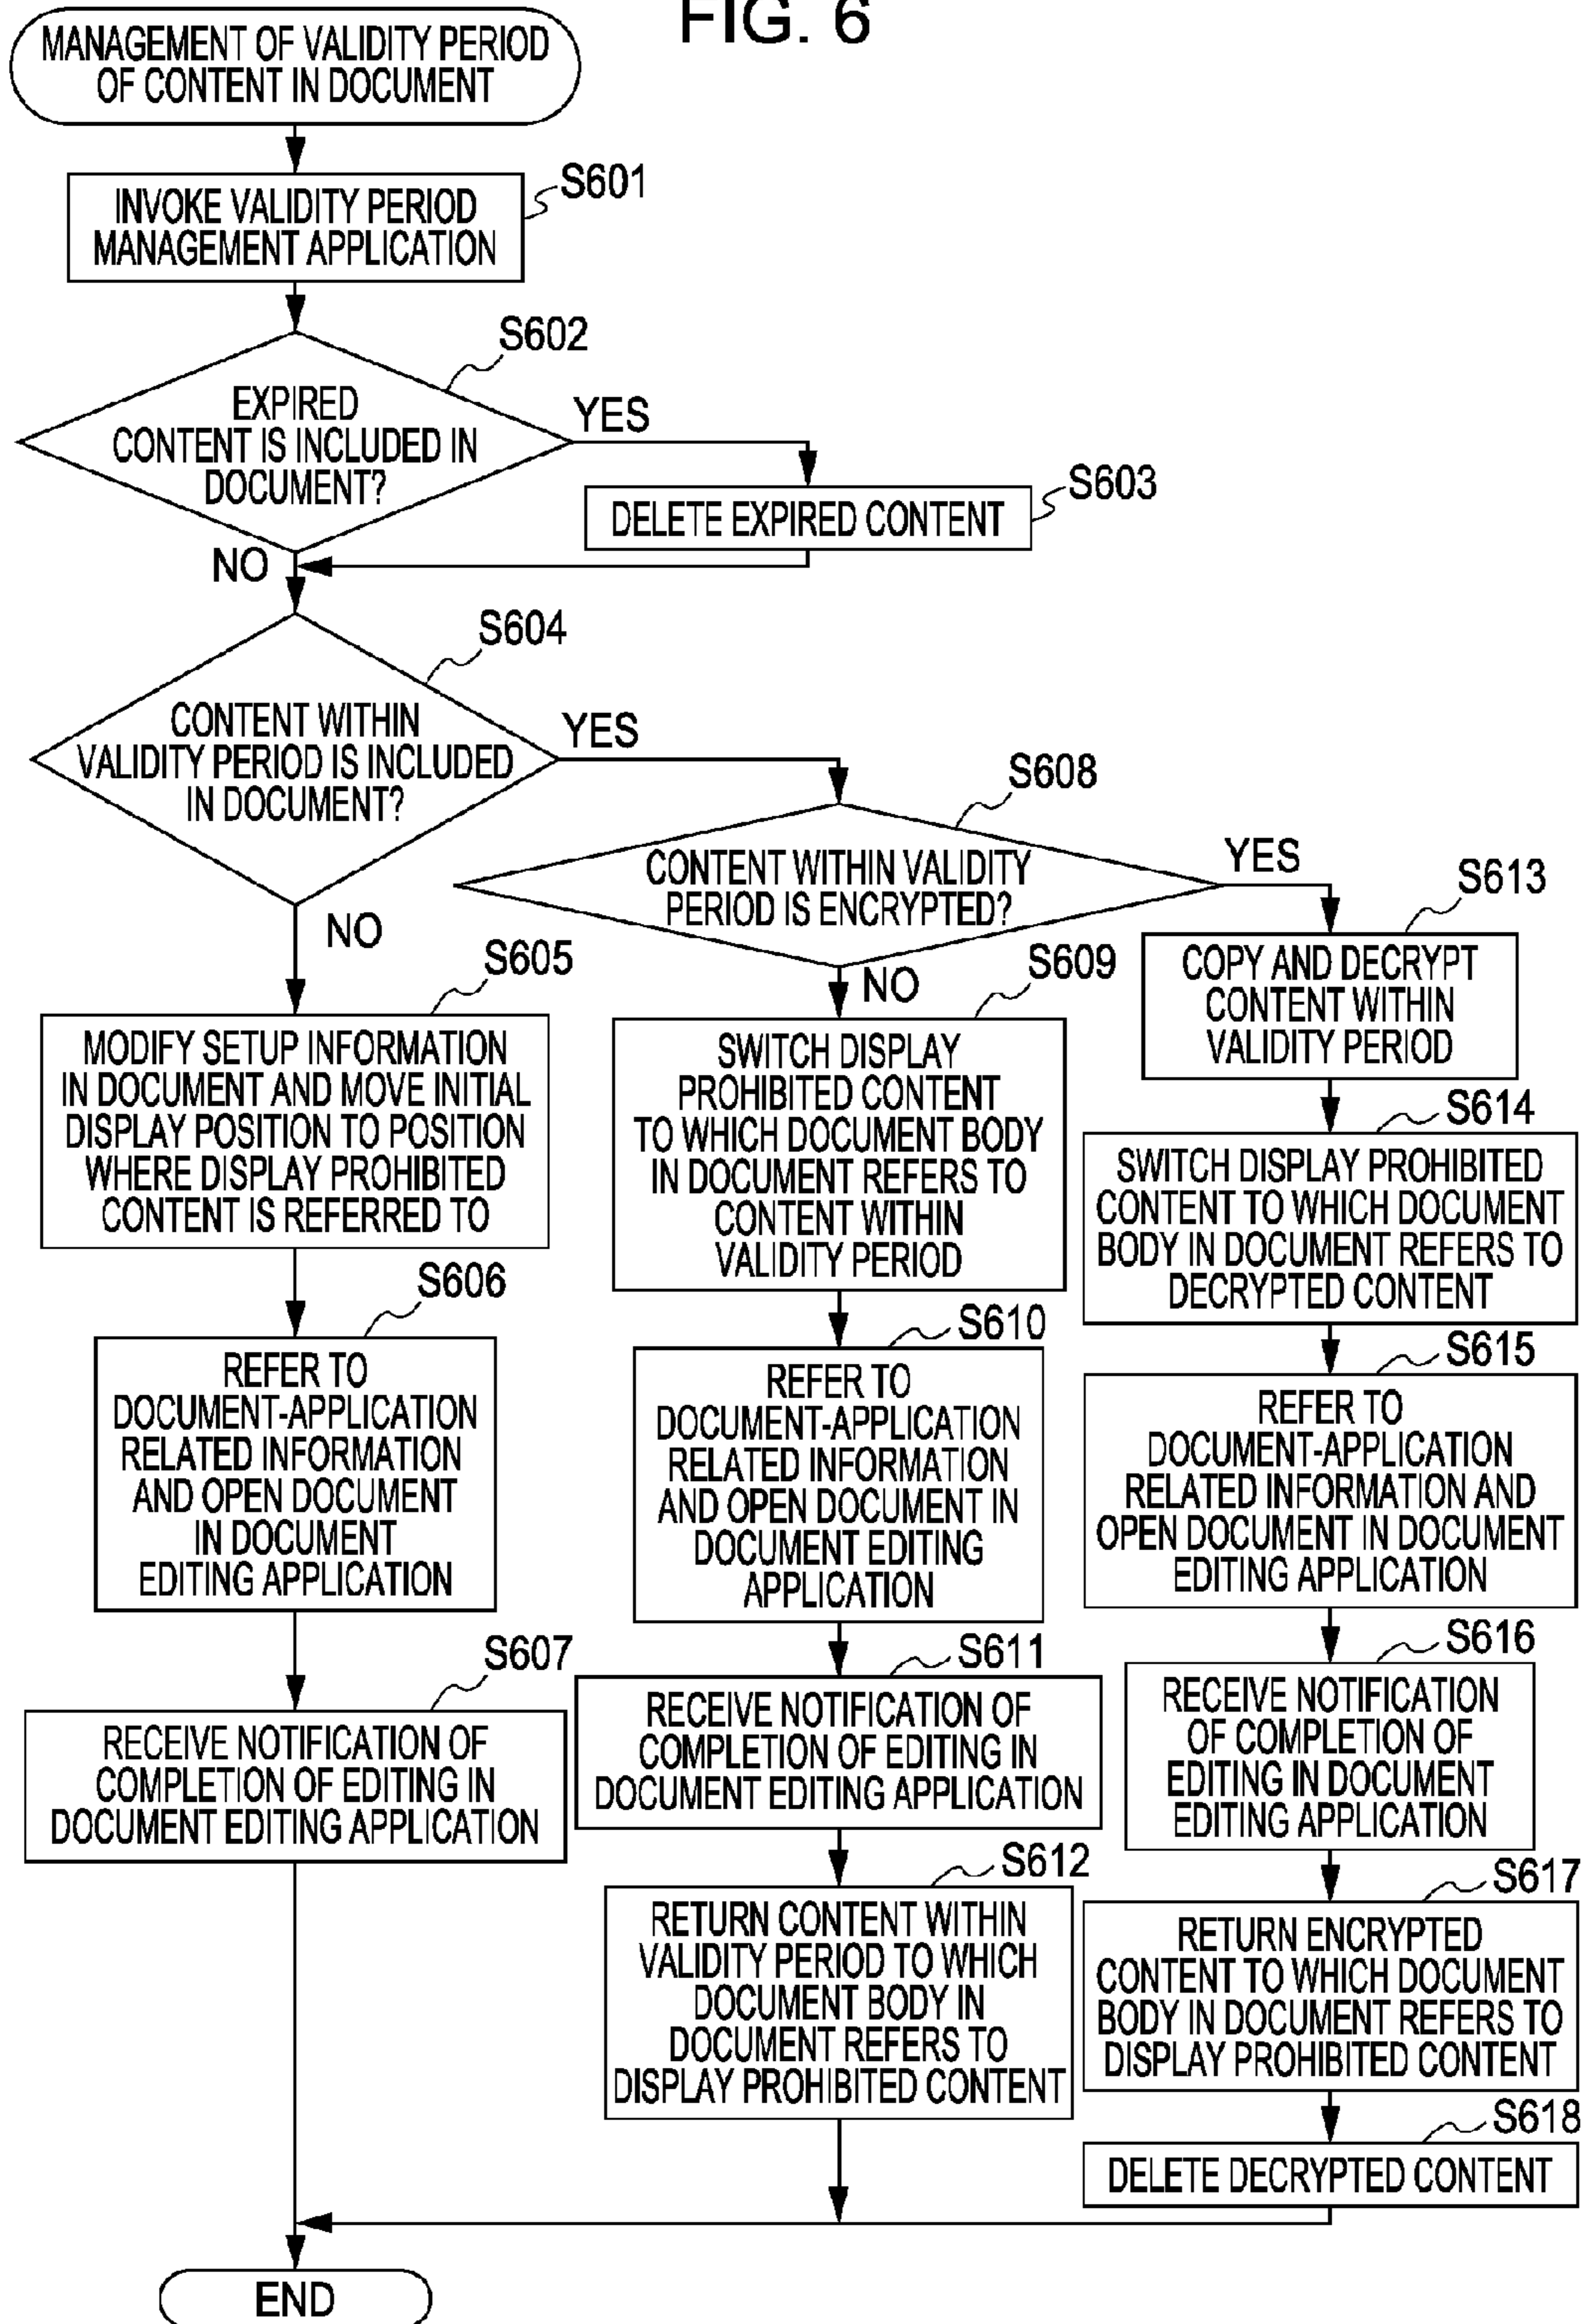 FIG. 6
MANAGEMENT OF VALIDITY PERIOD
OF CONTENT IN DOCUMENT
S601
INVOKE VALIDITY PERIOD
MANAGEMENT APPLICATION
S602
EXPIRED
CONTENT IS INCLUDED IN
DOCUMENT?
YES
S603
DELETE EXPIRED CONTENT
NO
S604
CONTENT WITHIN
VALIDITY PERIOD IS INCLUDED
IN DOCUMENT?
YES
NO
S605
MODIFY SETUP INFORMATION
IN DOCUMENT AND MOVE INITIAL
DISPLAY POSITION TO POSITION
WHERE DISPLAY PROHIBITED
CONTENT IS REFERRED TO
S606
REFER TO
DOCUMENT-APPLICATION
RELATED INFORMATION
AND OPEN DOCUMENT
IN DOCUMENT
EDITING APPLICATION
S607
RECEIVE NOTIFICATION OF
COMPLETION OF EDITING IN
DOCUMENT EDITING APPLICATION
S608
CONTENT WITHIN VALIDITY
PERIOD IS ENCRYPTED?
YES
NO
S609
SWITCH DISPLAY
PROHIBITED CONTENT
TO WHICH DOCUMENT BODY
IN DOCUMENT REFERS TO
CONTENT WITHIN
VALIDITY PERIOD
S610
REFER TO
DOCUMENT-APPLICATION
RELATED INFORMATION
AND OPEN DOCUMENT IN
DOCUMENT EDITING
APPLICATION
S611
RECEIVE NOTIFICATION OF
COMPLETION OF EDITING IN
DOCUMENT EDITING APPLICATION
S612
RETURN CONTENT WITHIN
VALIDITY PERIOD TO WHICH
DOCUMENT BODY IN
DOCUMENT REFERS TO
DISPLAY PROHIBITED CONTENT
S613
COPY AND DECRYPT
CONTENT WITHIN
VALIDITY PERIOD
S614
SWITCH DISPLAY PROHIBITED
CONTENT TO WHICH DOCUMENT
BODY IN DOCUMENT REFERS TO
DECRYPTED CONTENT
S615
REFER TO
DOCUMENT-APPLICATION
RELATED INFORMATION AND
OPEN DOCUMENT IN DOCUMENT
EDITING APPLICATION
S616
RECEIVE NOTIFICATION
OF COMPLETION OF
EDITING IN DOCUMENT
EDITING APPLICATION
S617
RETURN ENCRYPTED
CONTENT TO WHICH DOCUMENT
BODY IN DOCUMENT REFERS TO
DISPLAY PROHIBITED CONTENT
S618
DELETE DECRYPTED CONTENT
END